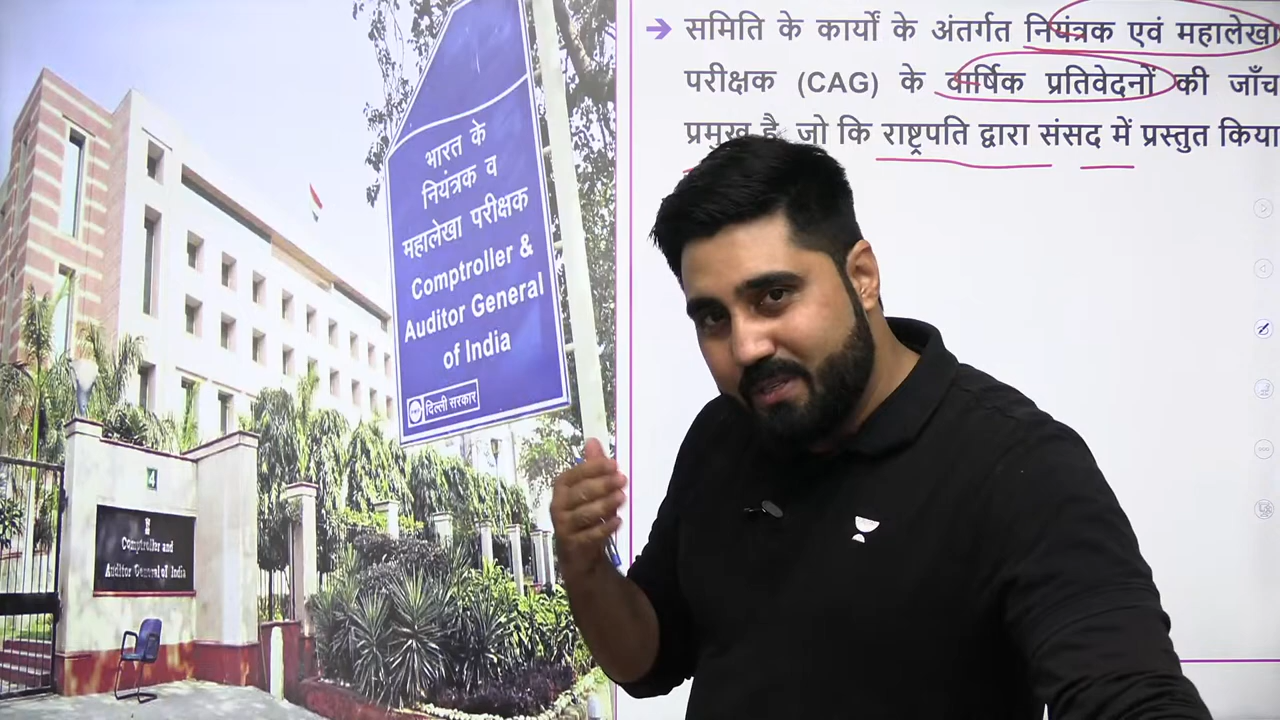 ➔ समिति के कार्यों के अंतर्गत नियंत्रक एवं महालेखा
परीक्षक (CAG) के वार्षिक प्रतिवेदनों की जाँच
प्रमुख है, जो कि राष्ट्रपति द्वारा संसद में प्रस्तुत किया
भारत के
नियंत्रक व
महालेखा परीक्षक
Comptroller &
Auditor General
of India
दिल्ली सरकार
4
Comptroller and
Auditor General of India